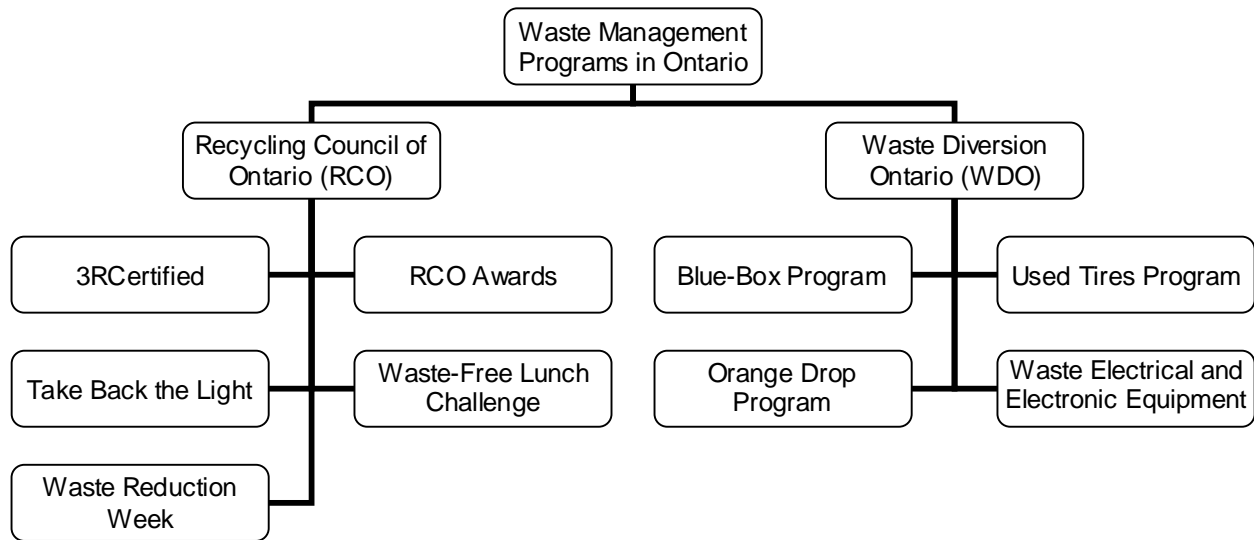 Waste Management
Programs in Ontario
Recycling Council of
Ontario (RCO)
Waste Diversion
Ontario (WDO)
3RCertified
RCO Awards
Blue-Box Program
Used Tires Program
Take Back the Light
Waste-Free Lunch
Challenge
Orange Drop
Program
Waste Electrical and
Electronic Equipment
Waste Reduction
Week